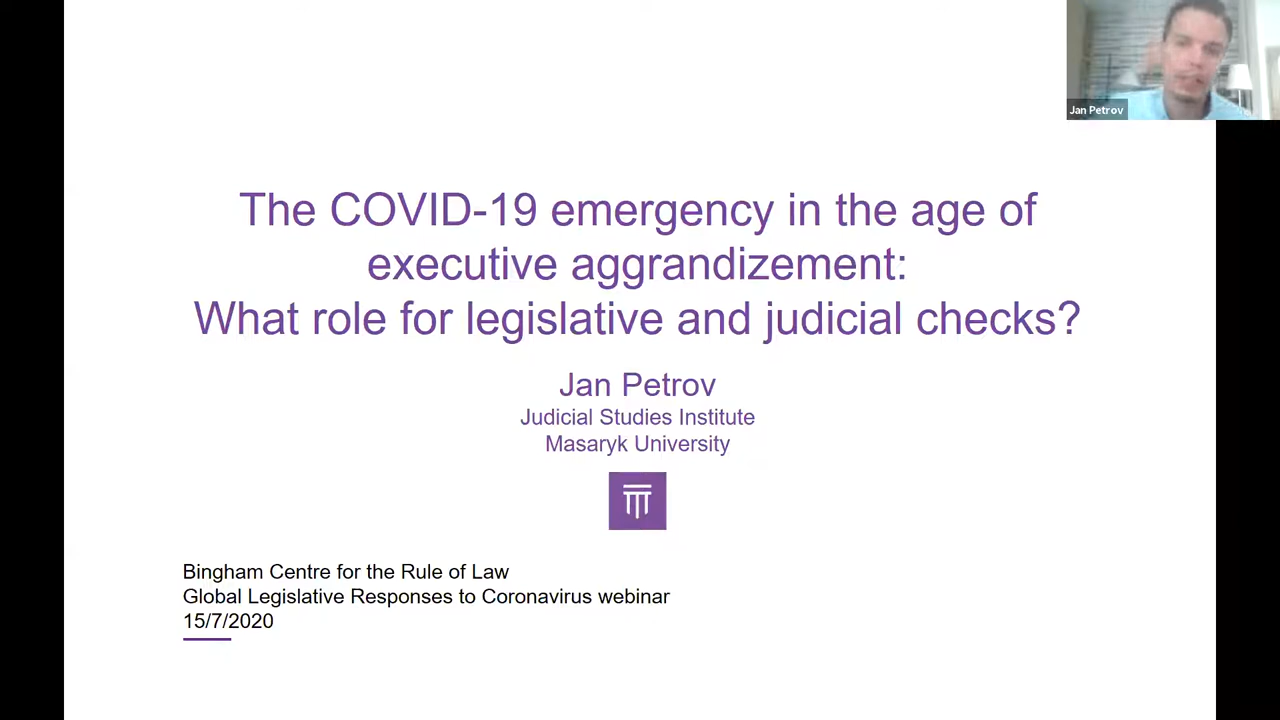 Jan Petrov
The COVID-19 emergency in the age of
executive aggrandizement:
What role for legislative and judicial checks?
Jan Petrov
Judicial Studies Institute
Masaryk University
Bingham Centre for the Rule of Law
Global Legislative Responses to Coronavirus webinar
15/7/2020